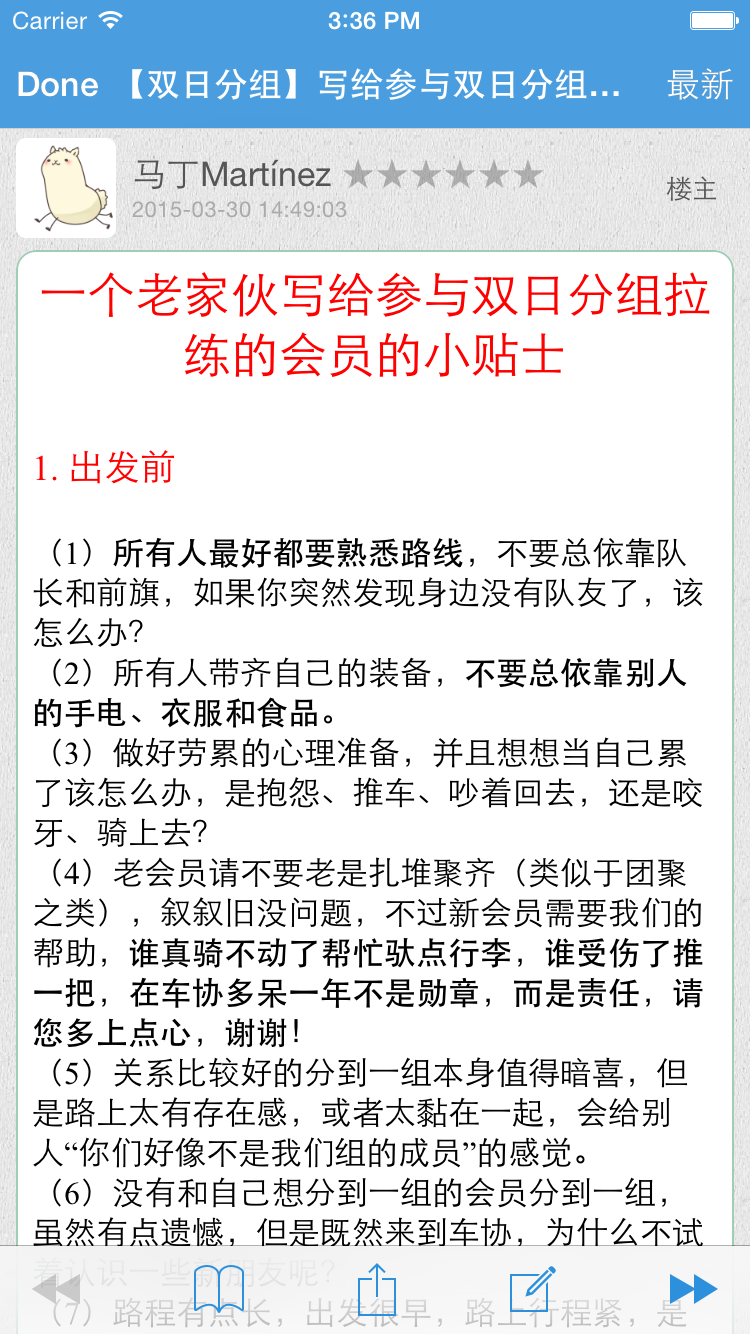 Carrier 3:36 PM
Done 【双日分组】写给参与双日分组... 最新
马丁Martínez
楼主
2015-03-30 14:49:03
一个老家伙写给参与双日分组拉
练的会员的小贴士
1. 出发前
（1）所有人最好都要熟悉路线，不要总依靠队
长和前旗，如果你突然发现身边没有队友了，该
怎么办？
（2）所有人带齐自己的装备，不要总依靠别人
的手电、衣服和食品。
（3）做好劳累的心理准备，并且想想当自己累
了该怎么办，是抱怨、推车、吵着回去，还是咬
牙、骑上去？
（4）老会员请不要老是扎堆聚齐（类似于团聚
之类），叙叙旧没问题，不过新会员需要我们的
帮助，谁真骑不动了帮忙驮点行李，谁受伤了推
一把，在车协多呆一年不是勋章，而是责任，请
您多上点心，谢谢！
（5）关系比较好的分到一组本身值得暗喜，但
是路上太有存在感，或者太黏在一起，会给别
人“你们好像不是我们组的成员”的感觉。
（6）没有和自己想分到一组的会员分到一组，
虽然有点遗憾，但是既然来到车协，为什么不试
着认识一些新朋友呢？
（7）路程有点长，出发很早，路上行程紧，是